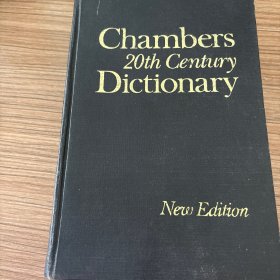 Chambers
20th Century
Dictionary
New Edition